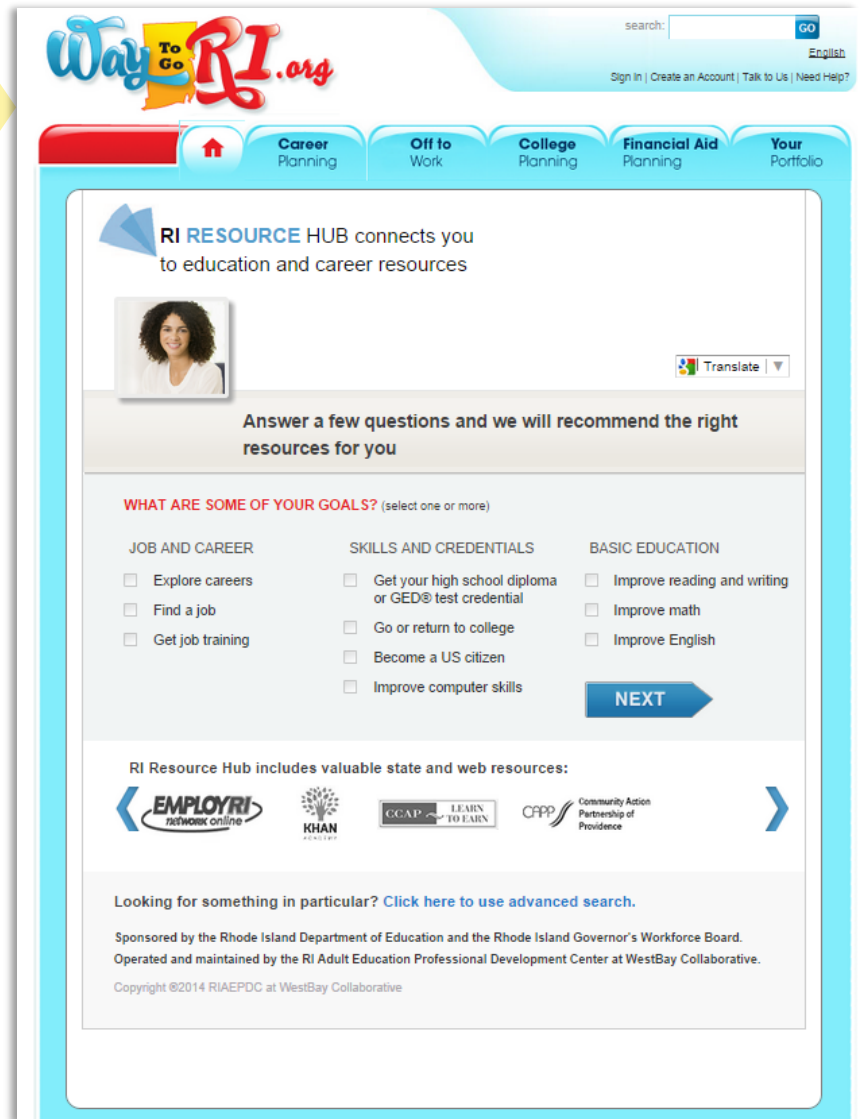 Way To Go RI.org
search: GO
English
Sign In | Create an Account | Talk to Us | Need Help?
Career Planning
Off to Work
College Planning
Financial Aid Planning
Your Portfolio
RI RESOURCE HUB connects you
to education and career resources
Translate
Answer a few questions and we will recommend the right
resources for you
WHAT ARE SOME OF YOUR GOALS? (select one or more)
JOB AND CAREER
Explore careers
Find a job
Get job training
SKILLS AND CREDENTIALS
Get your high school diploma
or GED® test credential
Go or return to college
Become a US citizen
Improve computer skills
BASIC EDUCATION
Improve reading and writing
Improve math
Improve English
NEXT
RI Resource Hub includes valuable state and web resources:
EMPLOYRI
network online
KHAN
ACADEMY
CCAP LEARN
TO EARN
CAPP Community Action
Partnership of
Providence
Looking for something in particular? Click here to use advanced search.
Sponsored by the Rhode Island Department of Education and the Rhode Island Governor's Workforce Board.
Operated and maintained by the RI Adult Education Professional Development Center at WestBay Collaborative.
Copyright ©2014 RIAEPDC at WestBay Collaborative